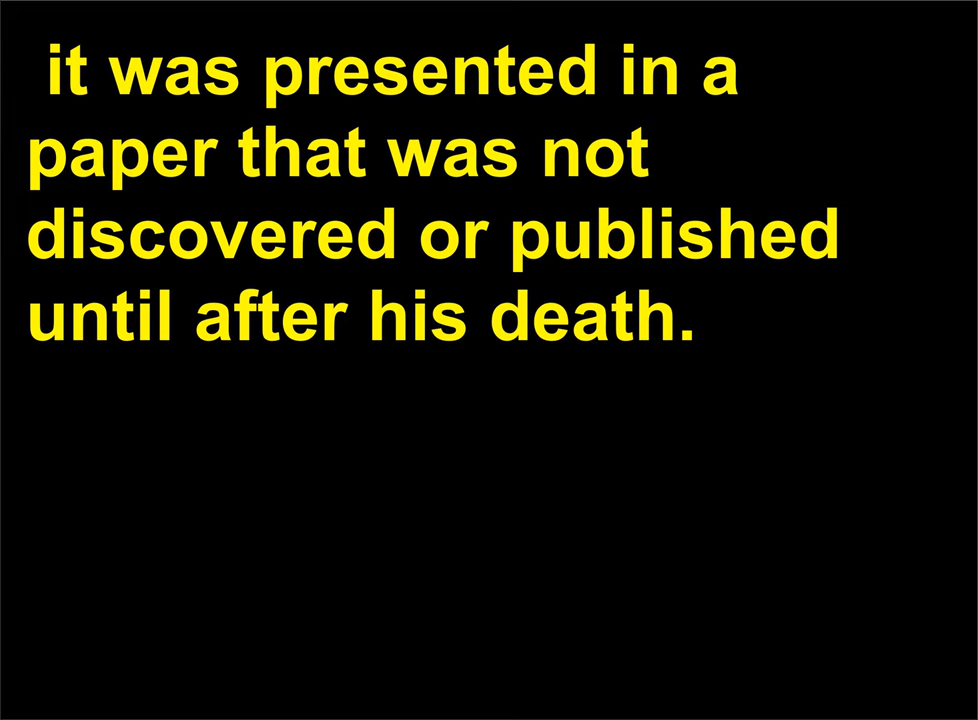 it was presented in a
paper that was not
discovered or published
until after his death.